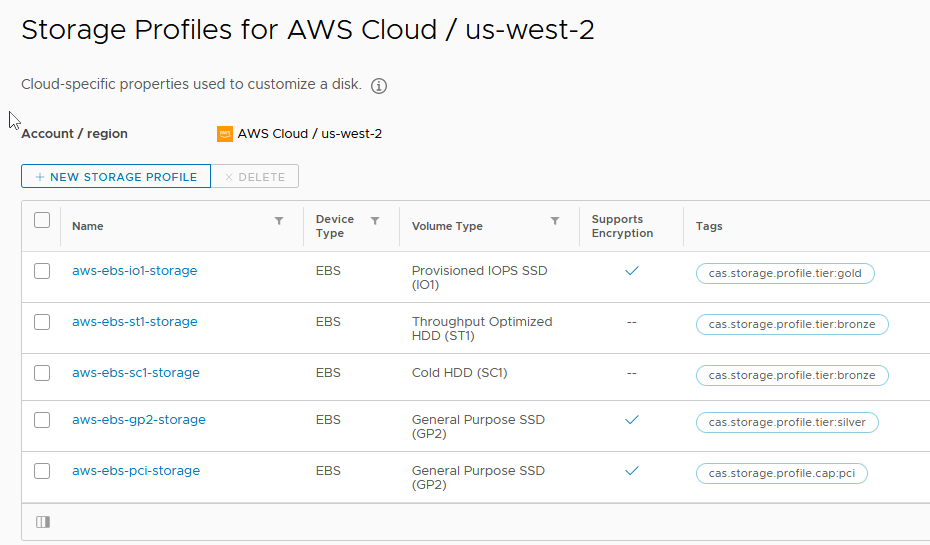 Storage Profiles for AWS Cloud / us-west-2
Cloud-specific properties used to customize a disk.
Account / region aws AWS Cloud / us-west-2
+ NEW STORAGE PROFILE × DELETE
Name Device Type Volume Type Supports Encryption Tags
aws-ebs-io1-storage EBS Provisioned IOPS SSD (IO1) ✓ cas.storage.profile.tier:gold
aws-ebs-st1-storage EBS Throughput Optimized HDD (ST1) -- cas.storage.profile.tier:bronze
aws-ebs-sc1-storage EBS Cold HDD (SC1) -- cas.storage.profile.tier:bronze
aws-ebs-gp2-storage EBS General Purpose SSD (GP2) ✓ cas.storage.profile.tier:silver
aws-ebs-pci-storage EBS General Purpose SSD (GP2) ✓ cas.storage.profile.cap:pci